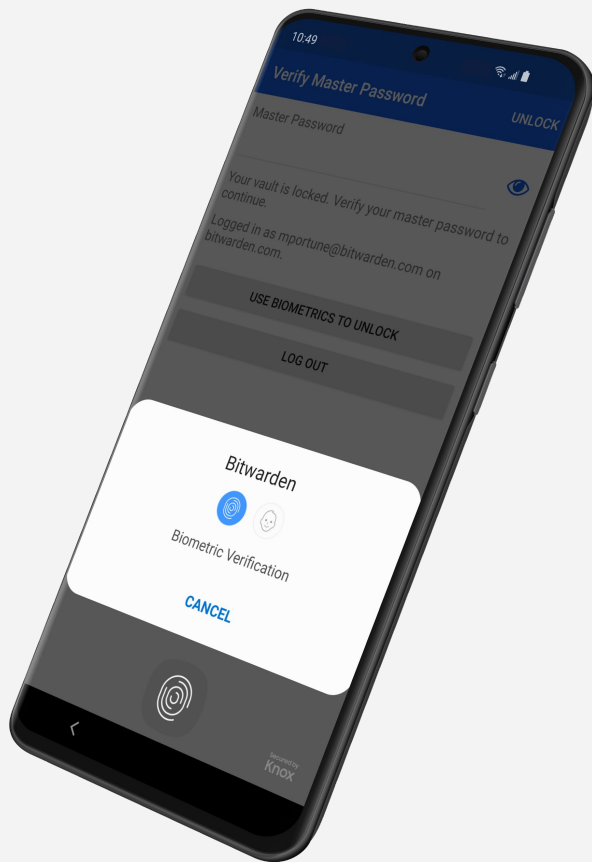 10:49
Verify Master Password
UNLOCK
Master Password
Your vault is locked. Verify your master password to
continue.
Logged in as mportune@bitwarden.com on
bitwarden.com.
USE BIOMETRICS TO UNLOCK
LOG OUT
Bitwarden
Biometric Verification
CANCEL
Secured by
Knox